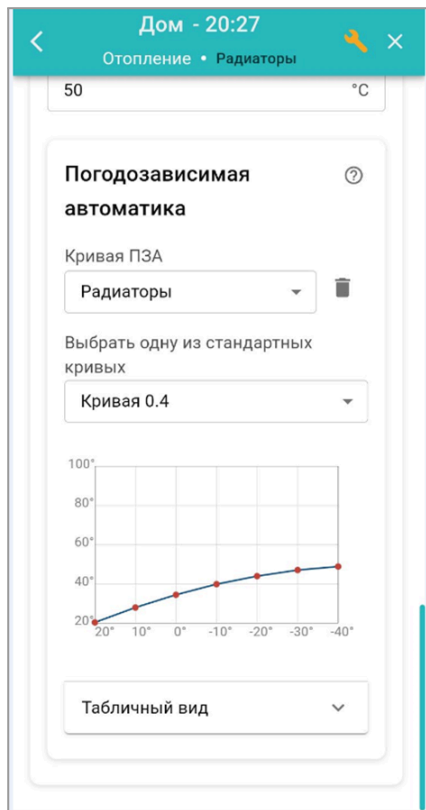 Дом - 20:27
Отопление • Радиаторы
50 °C
Погодозависимая
автоматика
Кривая ПЗА
Радиаторы
Выбрать одну из стандартных
кривых
Кривая 0.4
100°
80°
60°
40°
20°
20° 10° 0° -10° -20° -30° -40°
Табличный вид